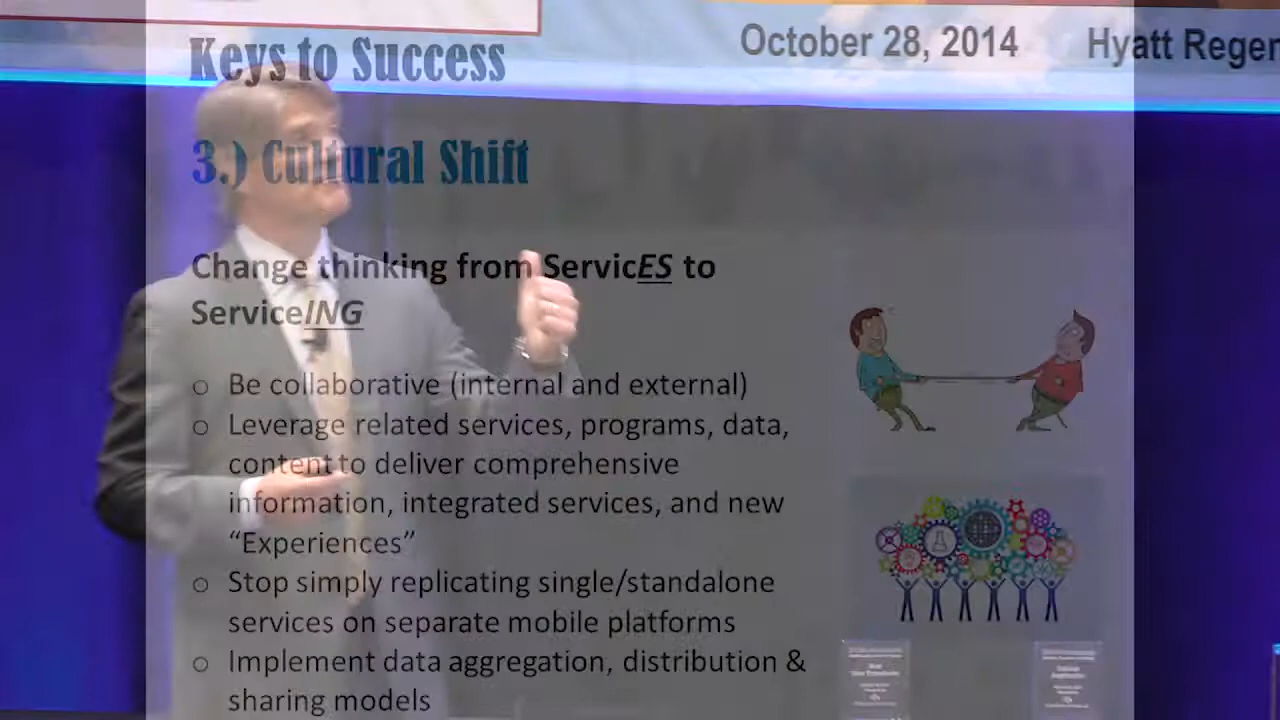 October 28, 2014 Hyatt
Keys to Success
3.) Cultural Shift
Change thinking from ServicES to
ServiceING
o Be collaborative (internal and external)
o Leverage related services, programs, data,
content to deliver comprehensive
information, integrated services, and new
“Experiences”
o Stop simply replicating single/standalone
services on separate mobile platforms
o Implement data aggregation, distribution &
sharing models